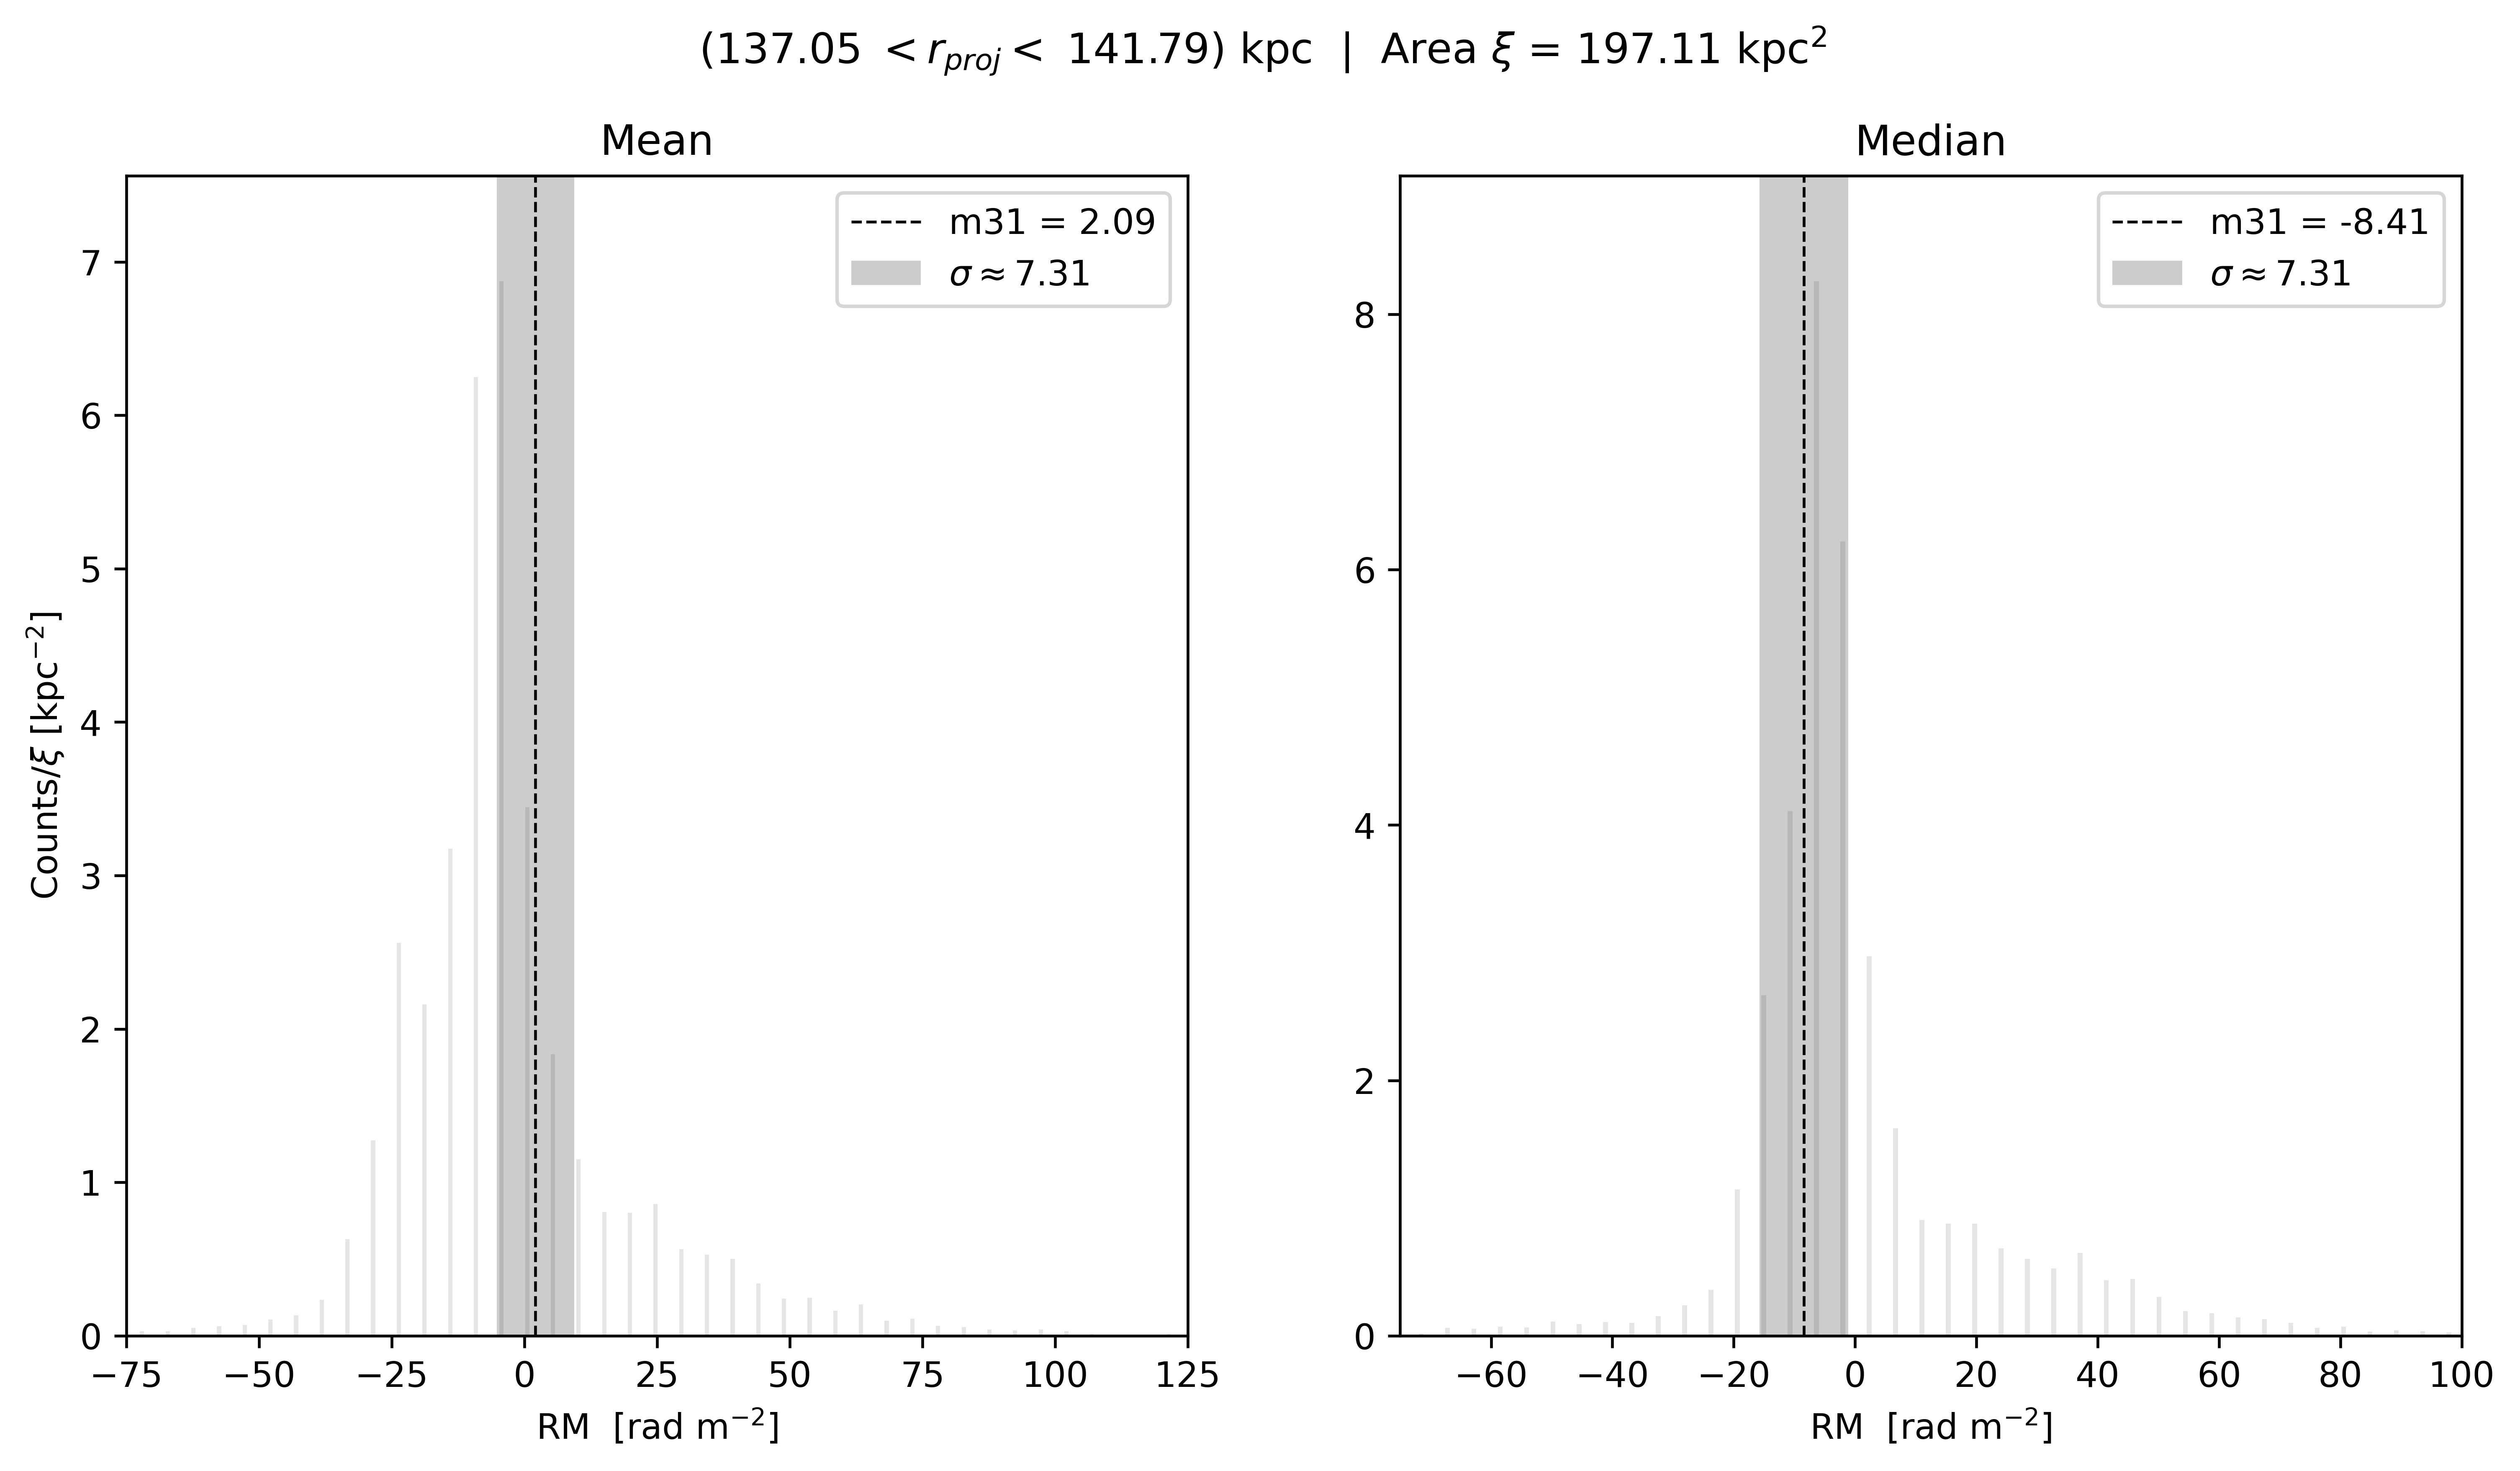 (137.05 < r_proj < 141.79) kpc | Area ξ = 197.11 kpc²
Mean
m31 = 2.09
σ ≈ 7.31
7
6
5
4
3
2
1
0
Counts/ξ [kpc⁻²]
−75 −50 −25 0 25 50 75 100 125
RM [rad m⁻²]
Median
m31 = -8.41
σ ≈ 7.31
8
6
4
2
0
−60 −40 −20 0 20 40 60 80 100
RM [rad m⁻²]